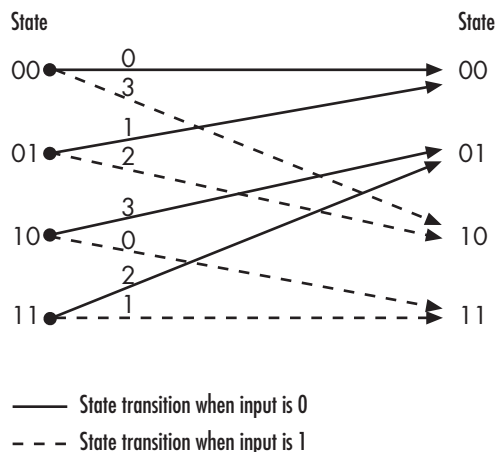 State State
00 0 00
3
01 1
2 01
10 3
0 10
11 2
1 11
State transition when input is 0
State transition when input is 1